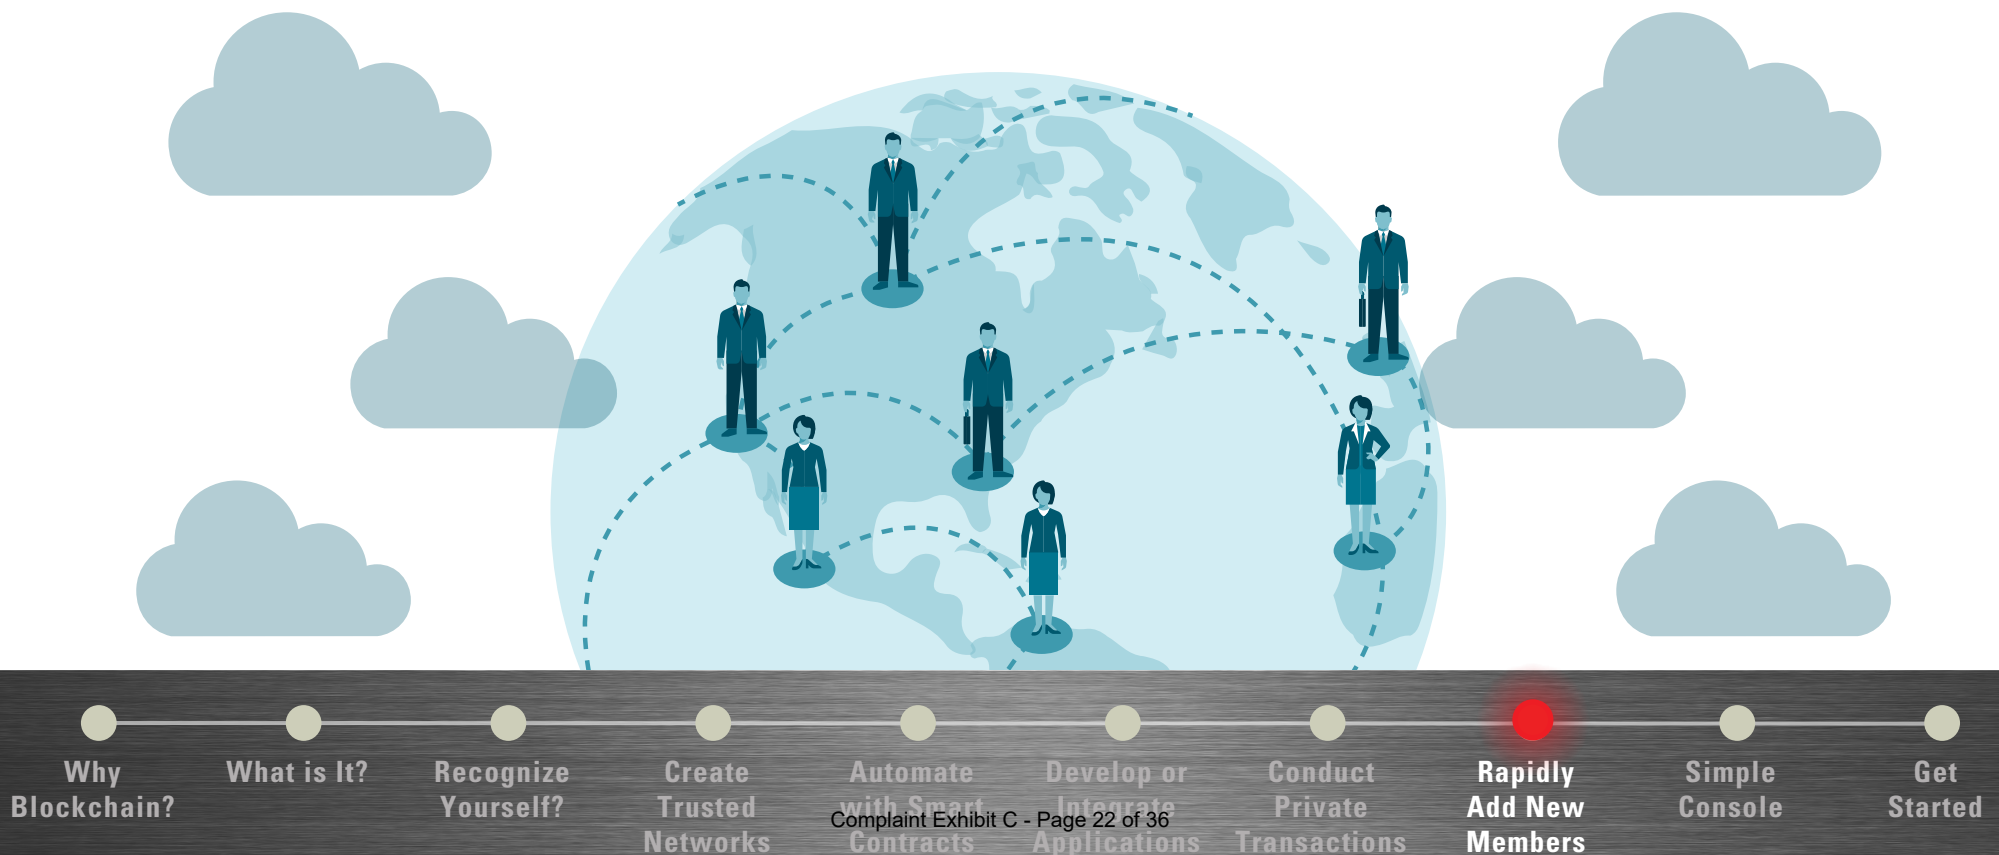 Why
Blockchain?
What is It?
Recognize
Yourself?
Create
Trusted
Networks
Automate
with Smart
Contracts
Develop or
Integrate
Applications
Conduct
Private
Transactions
Rapidly
Add New
Members
Simple
Console
Get
Started
Complaint Exhibit C - Page 22 of 36